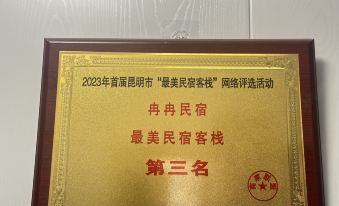 2023年首届昆明市“最美民宿客栈”网络评选活动
冉冉民宿
最美民宿客栈
第三名